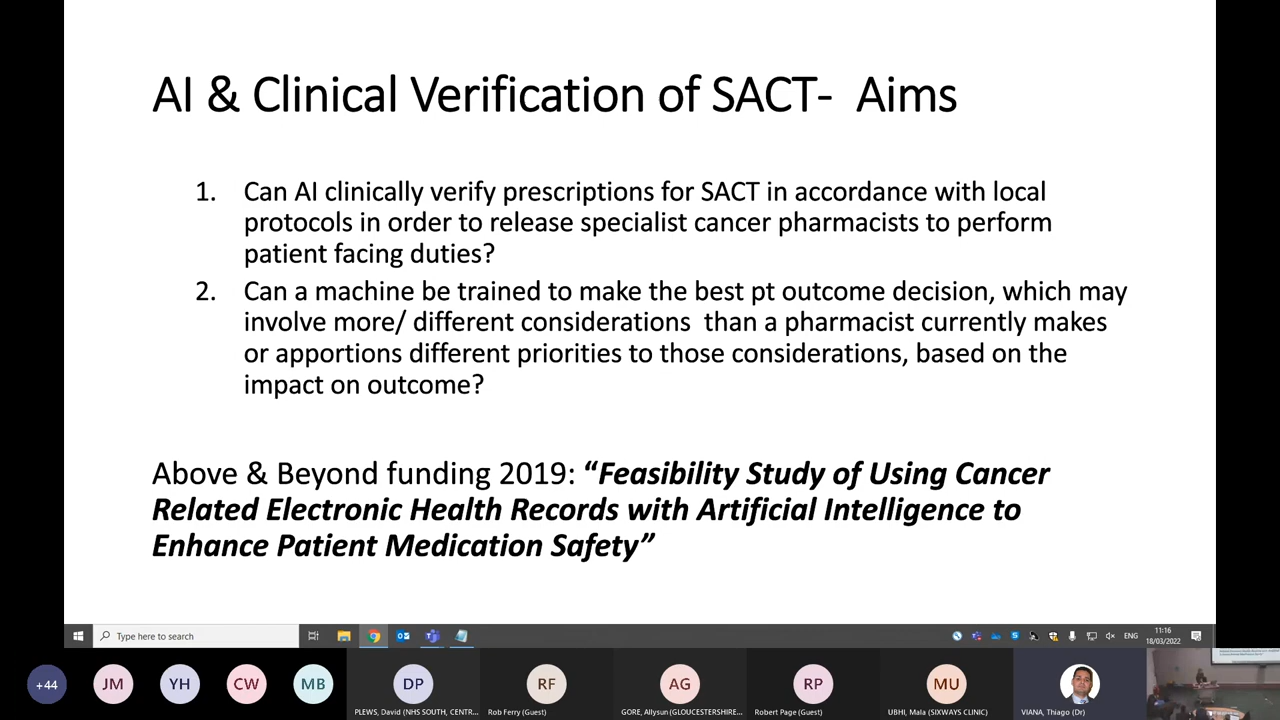 AI & Clinical Verification of SACT-  Aims
1. Can AI clinically verify prescriptions for SACT in accordance with local
protocols in order to release specialist cancer pharmacists to perform
patient facing duties?
2. Can a machine be trained to make the best pt outcome decision, which may
involve more/ different considerations  than a pharmacist currently makes
or apportions different priorities to those considerations, based on the
impact on outcome?
Above & Beyond funding 2019: “Feasibility Study of Using Cancer
Related Electronic Health Records with Artificial Intelligence to
Enhance Patient Medication Safety”
Type here to search
ENG
11:16
18/03/2022
+44
JM
YH
CW
MB
DP
RF
AG
RP
MU
PLEWS, David (NHS SOUTH, CENTR...
Rob Ferry (Guest)
GORE, Allysun (GLOUCESTERSHIRE...
Robert Page (Guest)
UBHI, Mala (SIXWAYS CLINIC)
VIANA, Thiago (Dr)